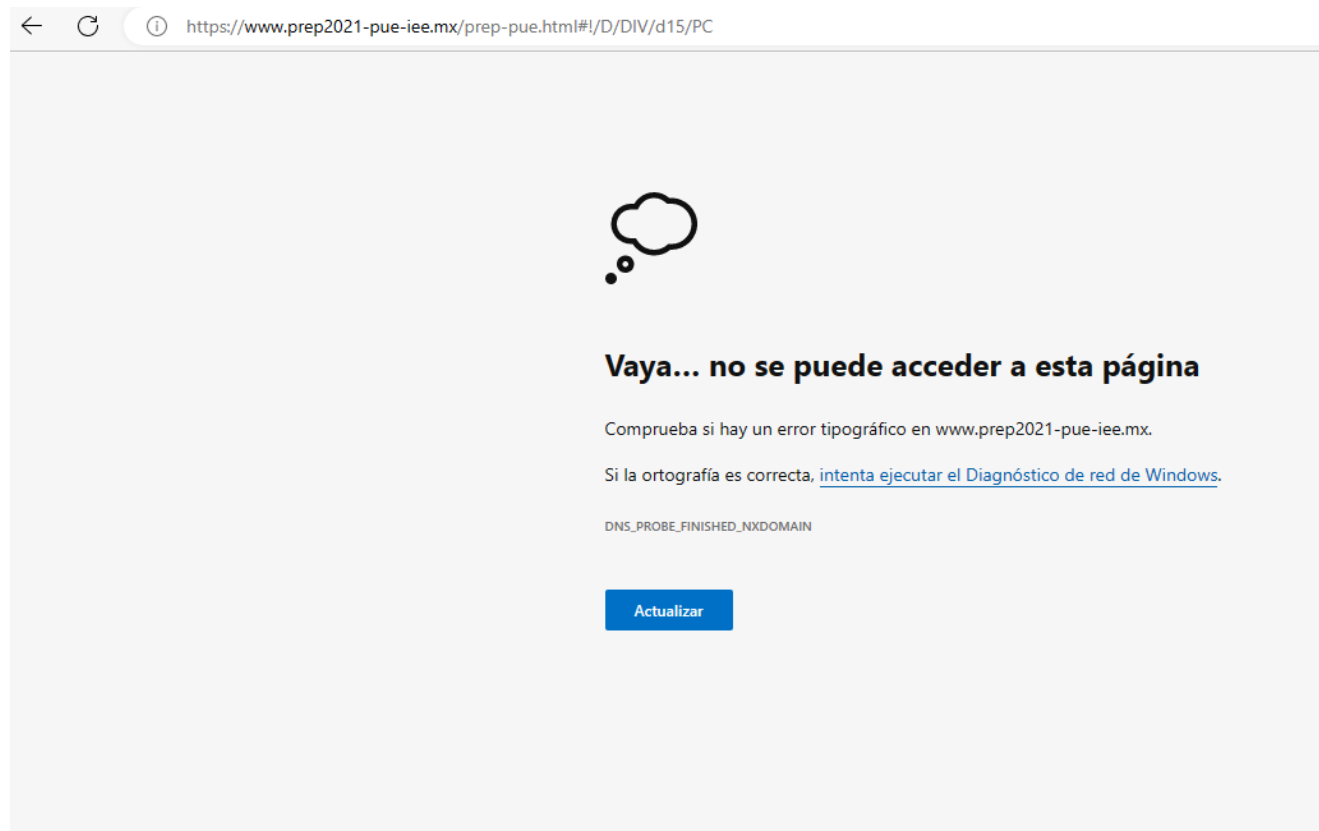 https://www.prep2021-pue-iee.mx/prep-pue.html#!/D/DIV/d15/PC
Vaya... no se puede acceder a esta página
Comprueba si hay un error tipográfico en www.prep2021-pue-iee.mx.
Si la ortografía es correcta, intenta ejecutar el Diagnóstico de red de Windows.
DNS_PROBE_FINISHED_NXDOMAIN
Actualizar